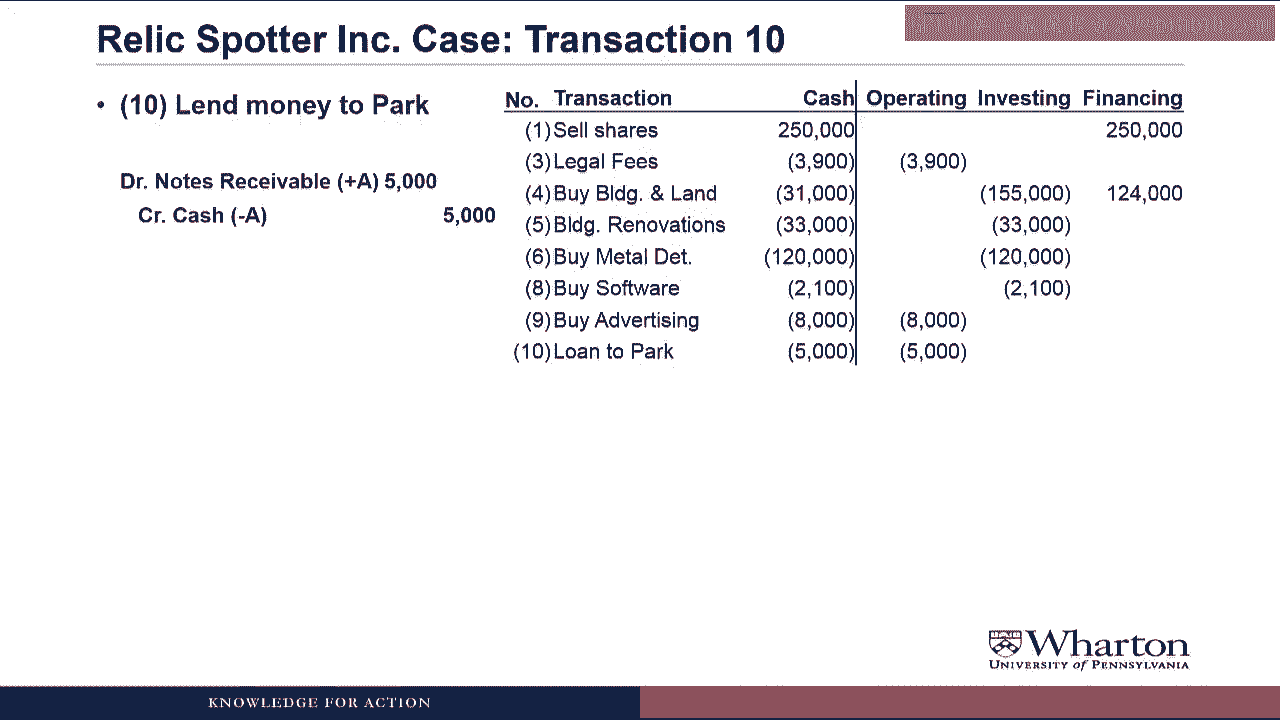 Relic Spotter Inc. Case: Transaction 10
• (10) Lend money to Park
Dr. Notes Receivable (+A) 5,000
Cr. Cash (-A) 5,000
No. Transaction Cash Operating Investing Financing
(1) Sell shares 250,000 250,000
(3) Legal Fees (3,900) (3,900)
(4) Buy Bldg. & Land (31,000) (155,000) 124,000
(5) Bldg. Renovations (33,000) (33,000)
(6) Buy Metal Det. (120,000) (120,000)
(8) Buy Software (2,100) (2,100)
(9) Buy Advertising (8,000) (8,000)
(10) Loan to Park (5,000) (5,000)
Wharton
UNIVERSITY of PENNSYLVANIA
KNOWLEDGE FOR ACTION